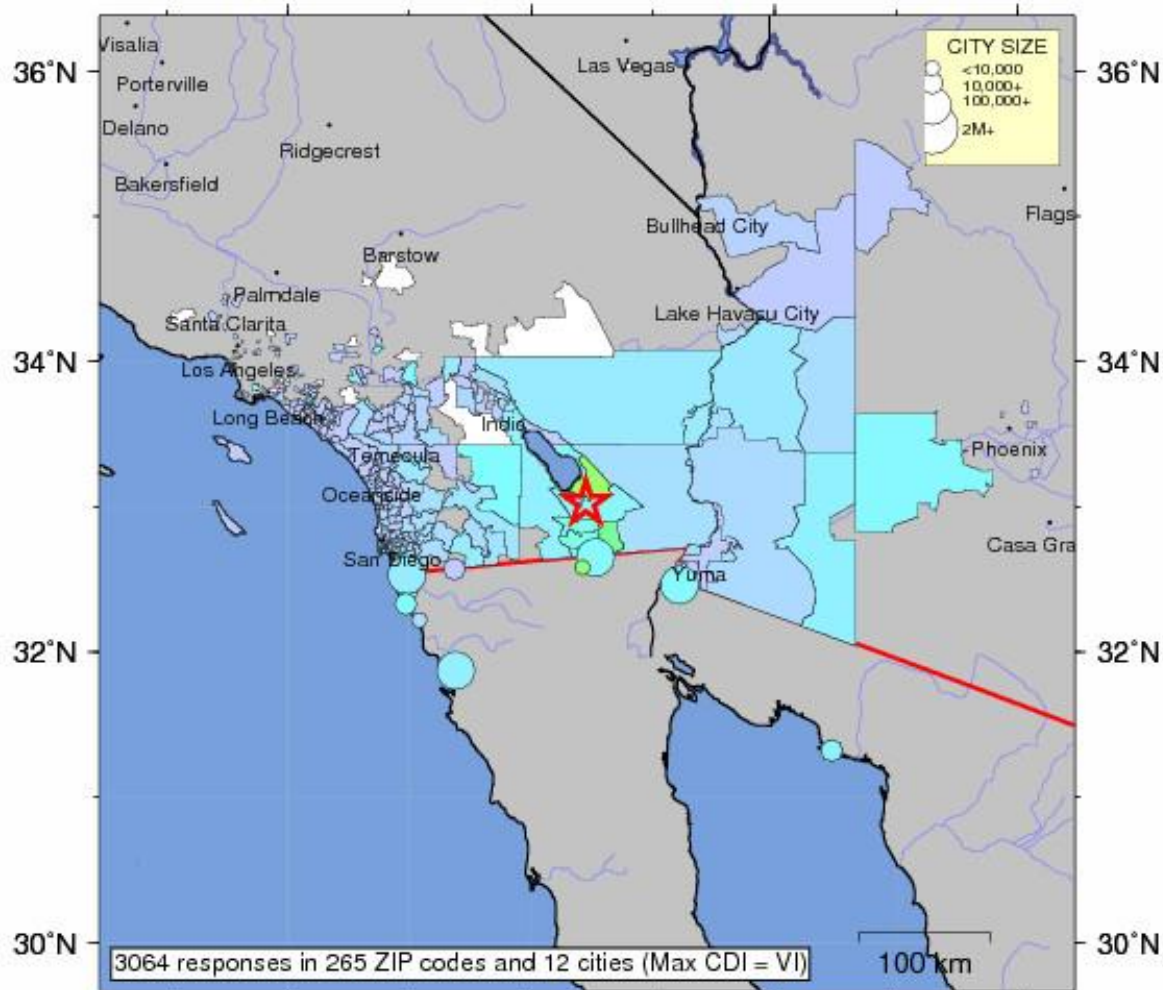 36°N
36°N
Visalia
Las Vegas
CITY SIZE
<10,000
10,000+
100,000+
2M+
Porterville
Delano
Ridgecrest
Bakersfield
Flags
Bullhead City
Barstow
Palmdale
Lake Havasu City
Santa Clarita
34°N
34°N
Los Angeles
Long Beach
Indio
Phoenix
Temecula
Oceanside
Casa Gra
San Diego
Yuma
32°N
32°N
30°N
30°N
3064 responses in 265 ZIP codes and 12 cities (Max CDI = VI)
100 km